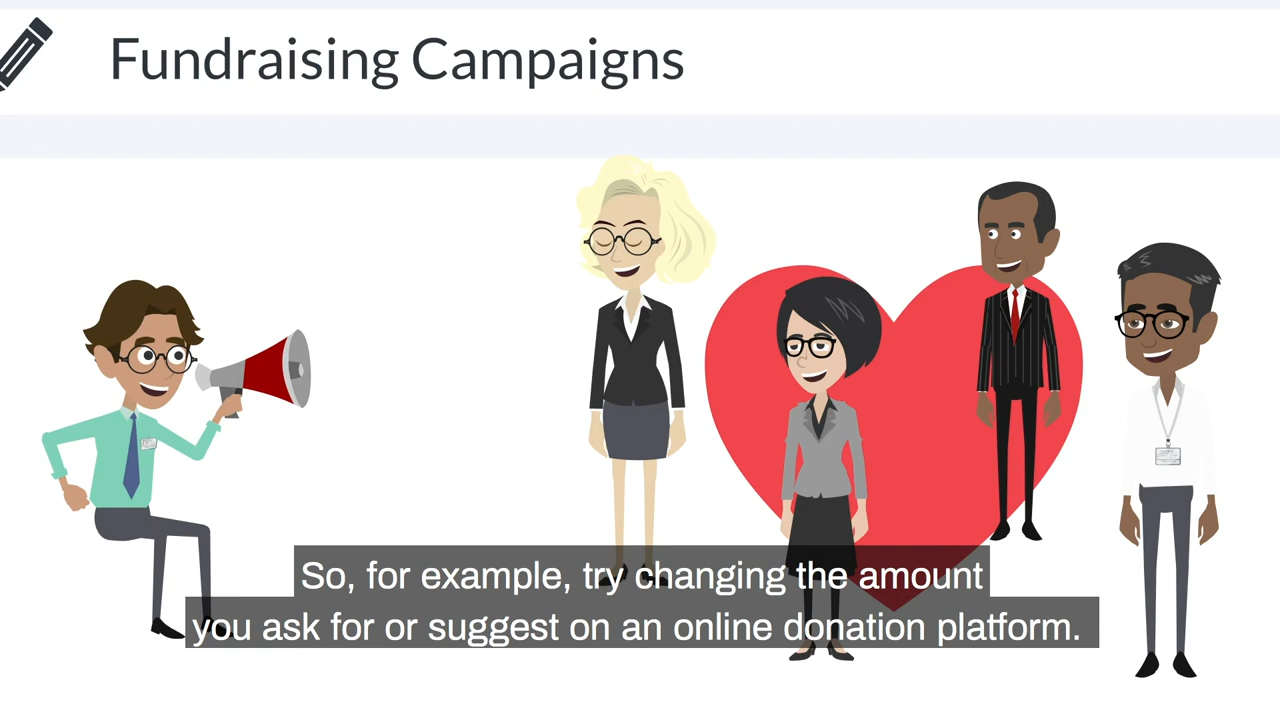 Fundraising Campaigns
So, for example, try changing the amount
you ask for or suggest on an online donation platform.